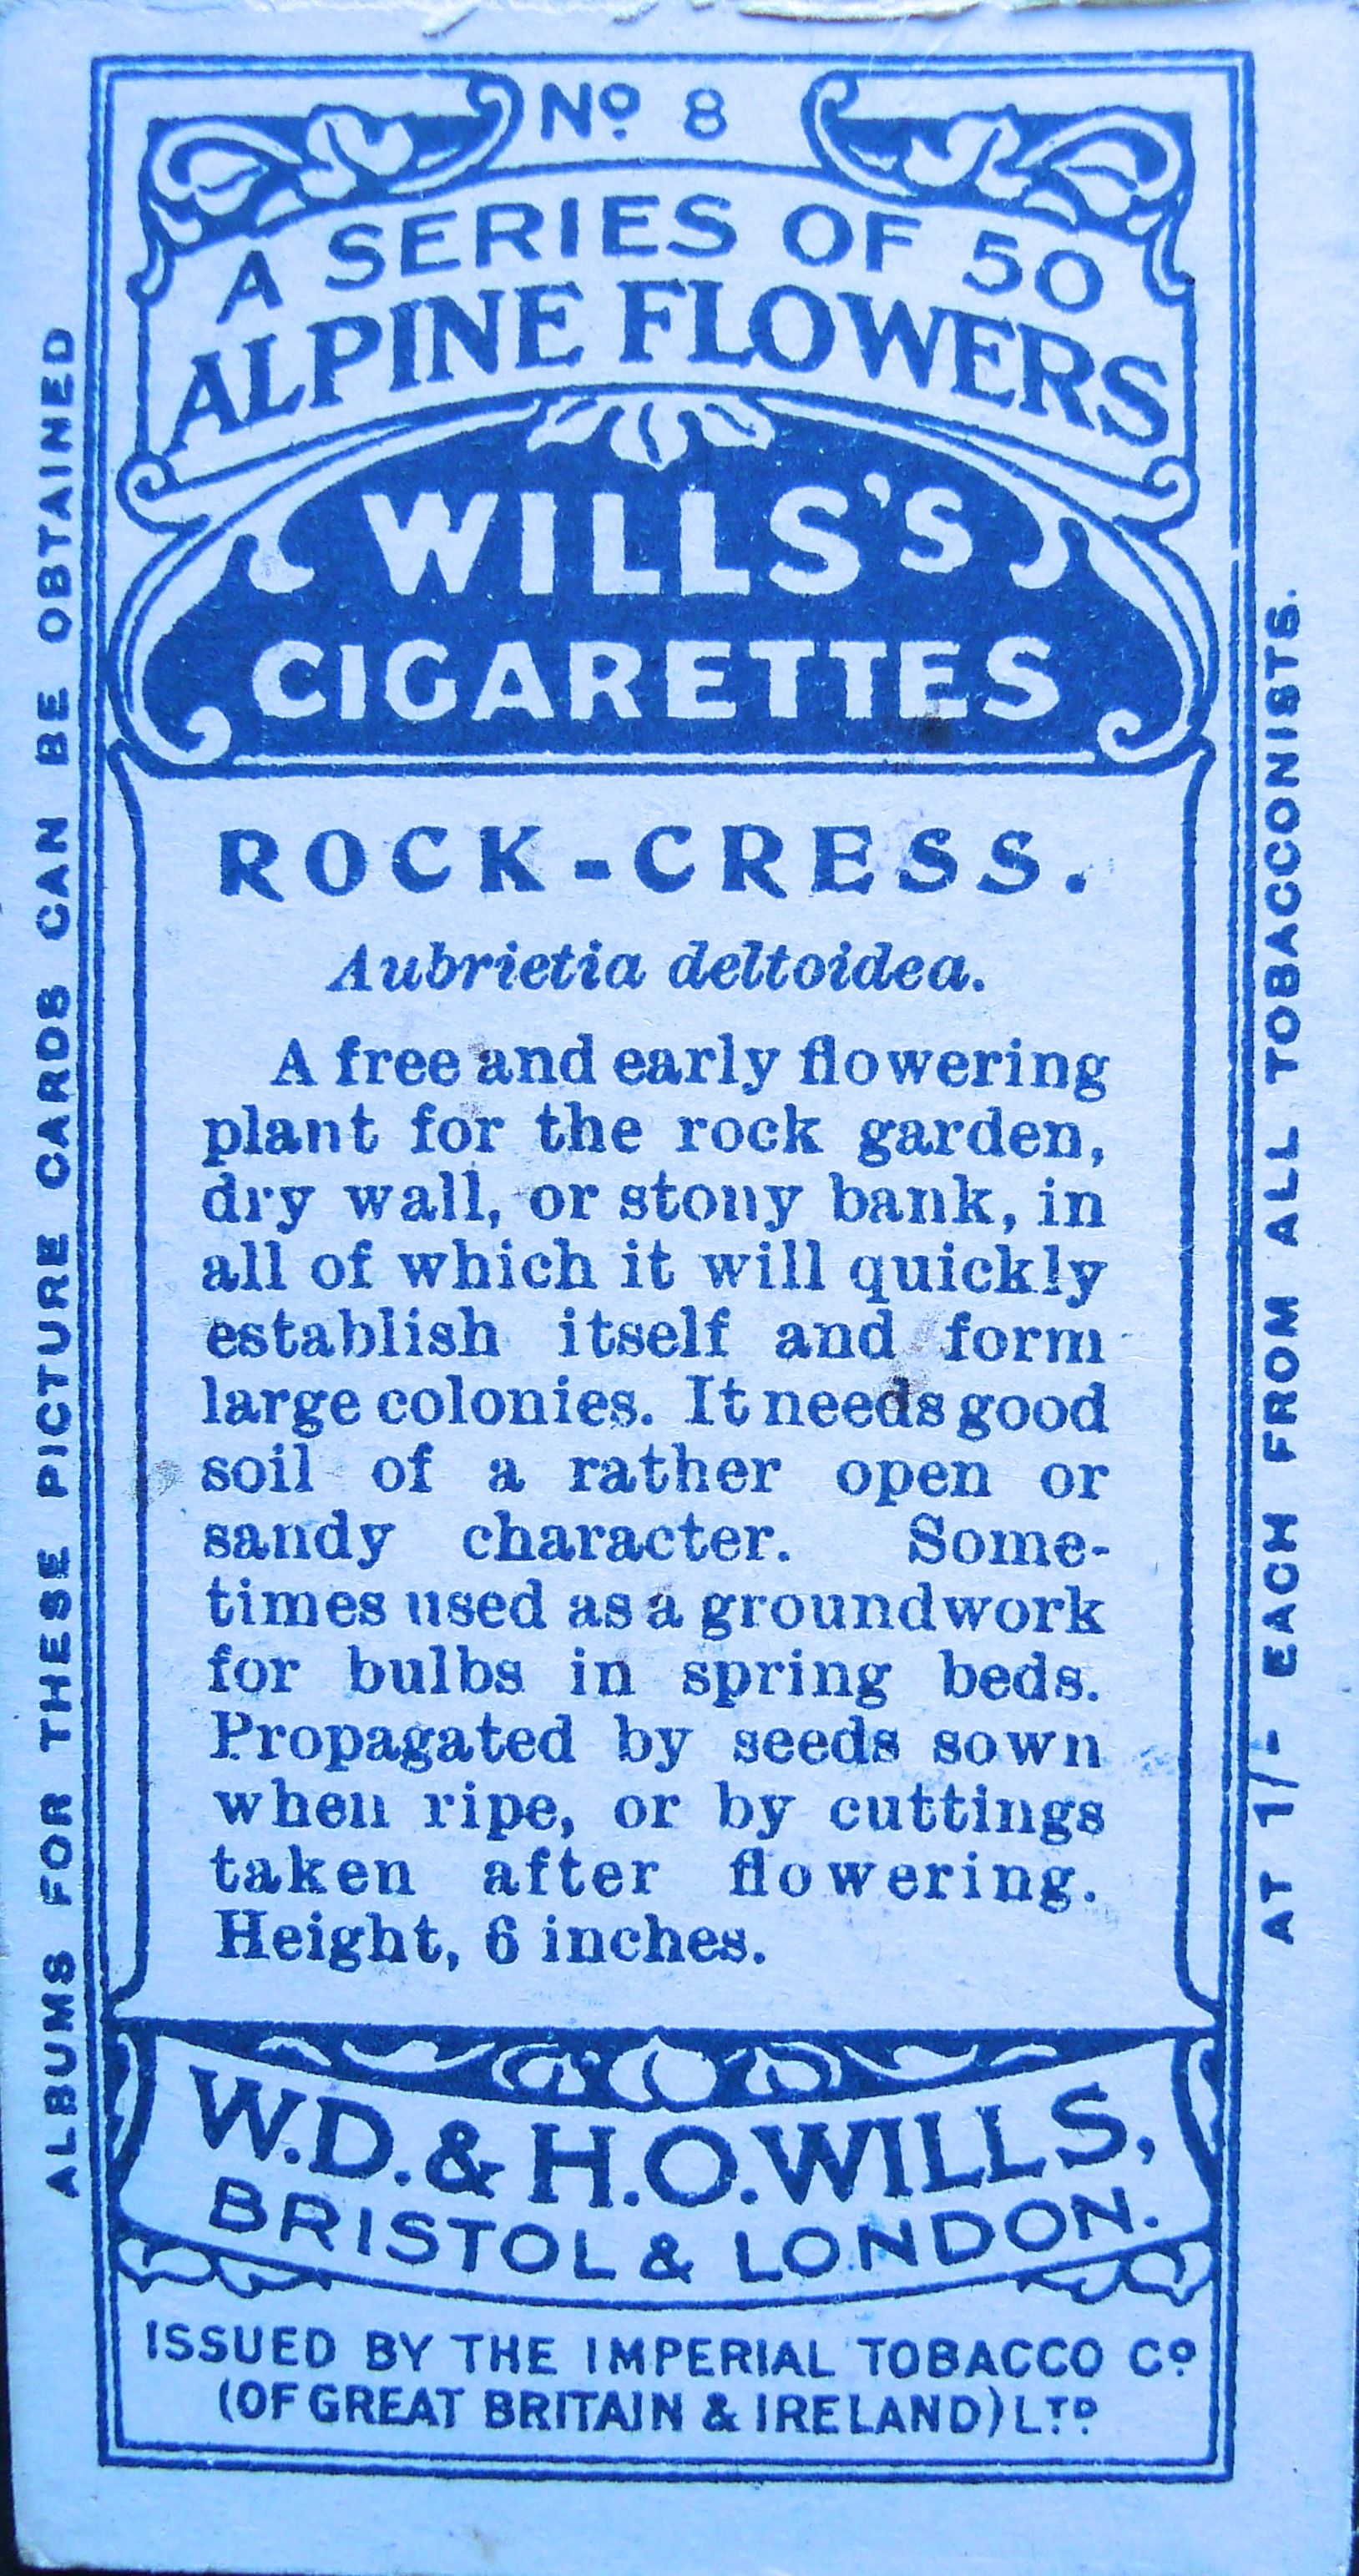 No. 8
A SERIES OF 50
ALPINE FLOWERS
WILLS'S
CIGARETTES
ROCK-CRESS.
Aubrietia deltoidea.
A free and early flowering
plant for the rock garden,
dry wall, or stony bank, in
all of which it will quickly
establish itself and form
large colonies. It needs good
soil of a rather open or
sandy character. Some-
times used as a groundwork
for bulbs in spring beds.
Propagated by seeds sown
when ripe, or by cuttings
taken after flowering.
Height, 6 inches.
W.D. & H.O. WILLS,
BRISTOL & LONDON.
ISSUED BY THE IMPERIAL TOBACCO Co.
(OF GREAT BRITAIN & IRELAND) LTD.
ALBUMS FOR THESE PICTURE CARDS CAN BE OBTAINED
AT 1/- EACH FROM ALL TOBACCONISTS.